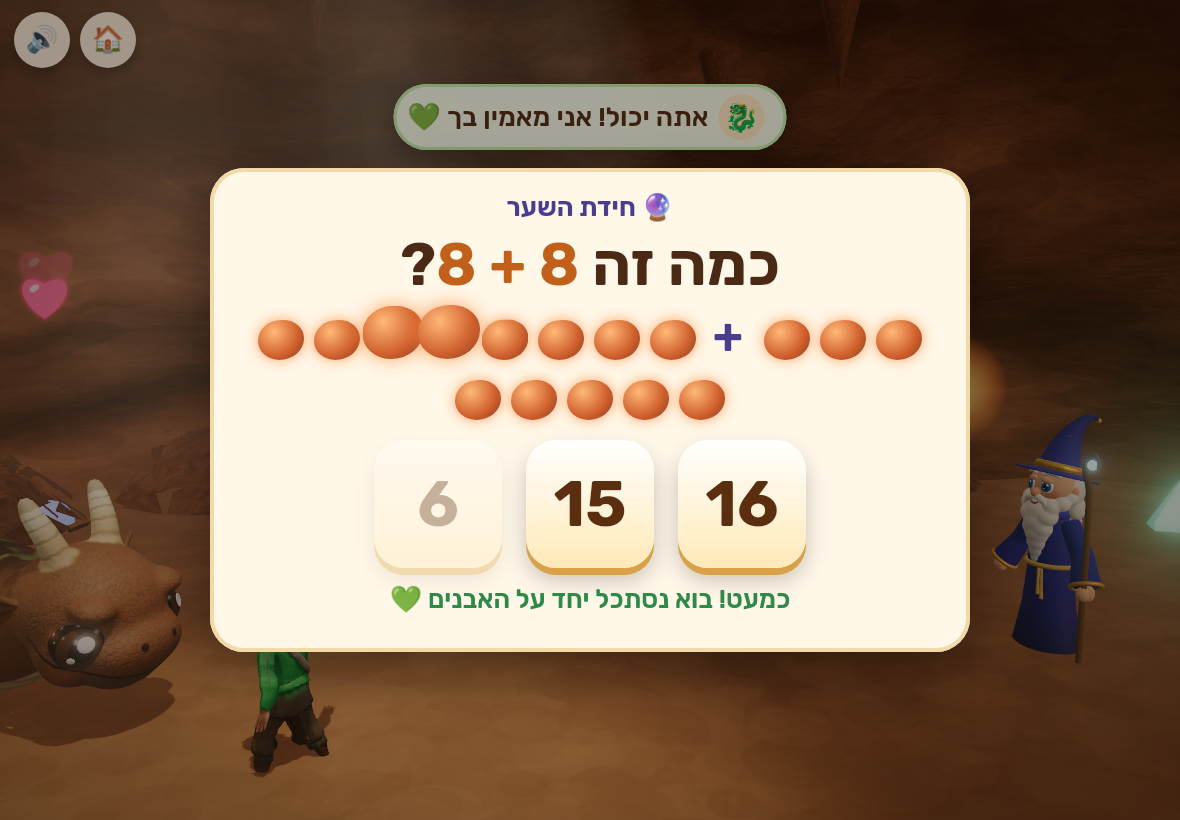 אתה יכול! אני מאמין בך 💚
🔮 חידת השער
כמה זה 8 + 8?
+
16 15 6
כמעט! בוא נסתכל יחד על האבנים 💚